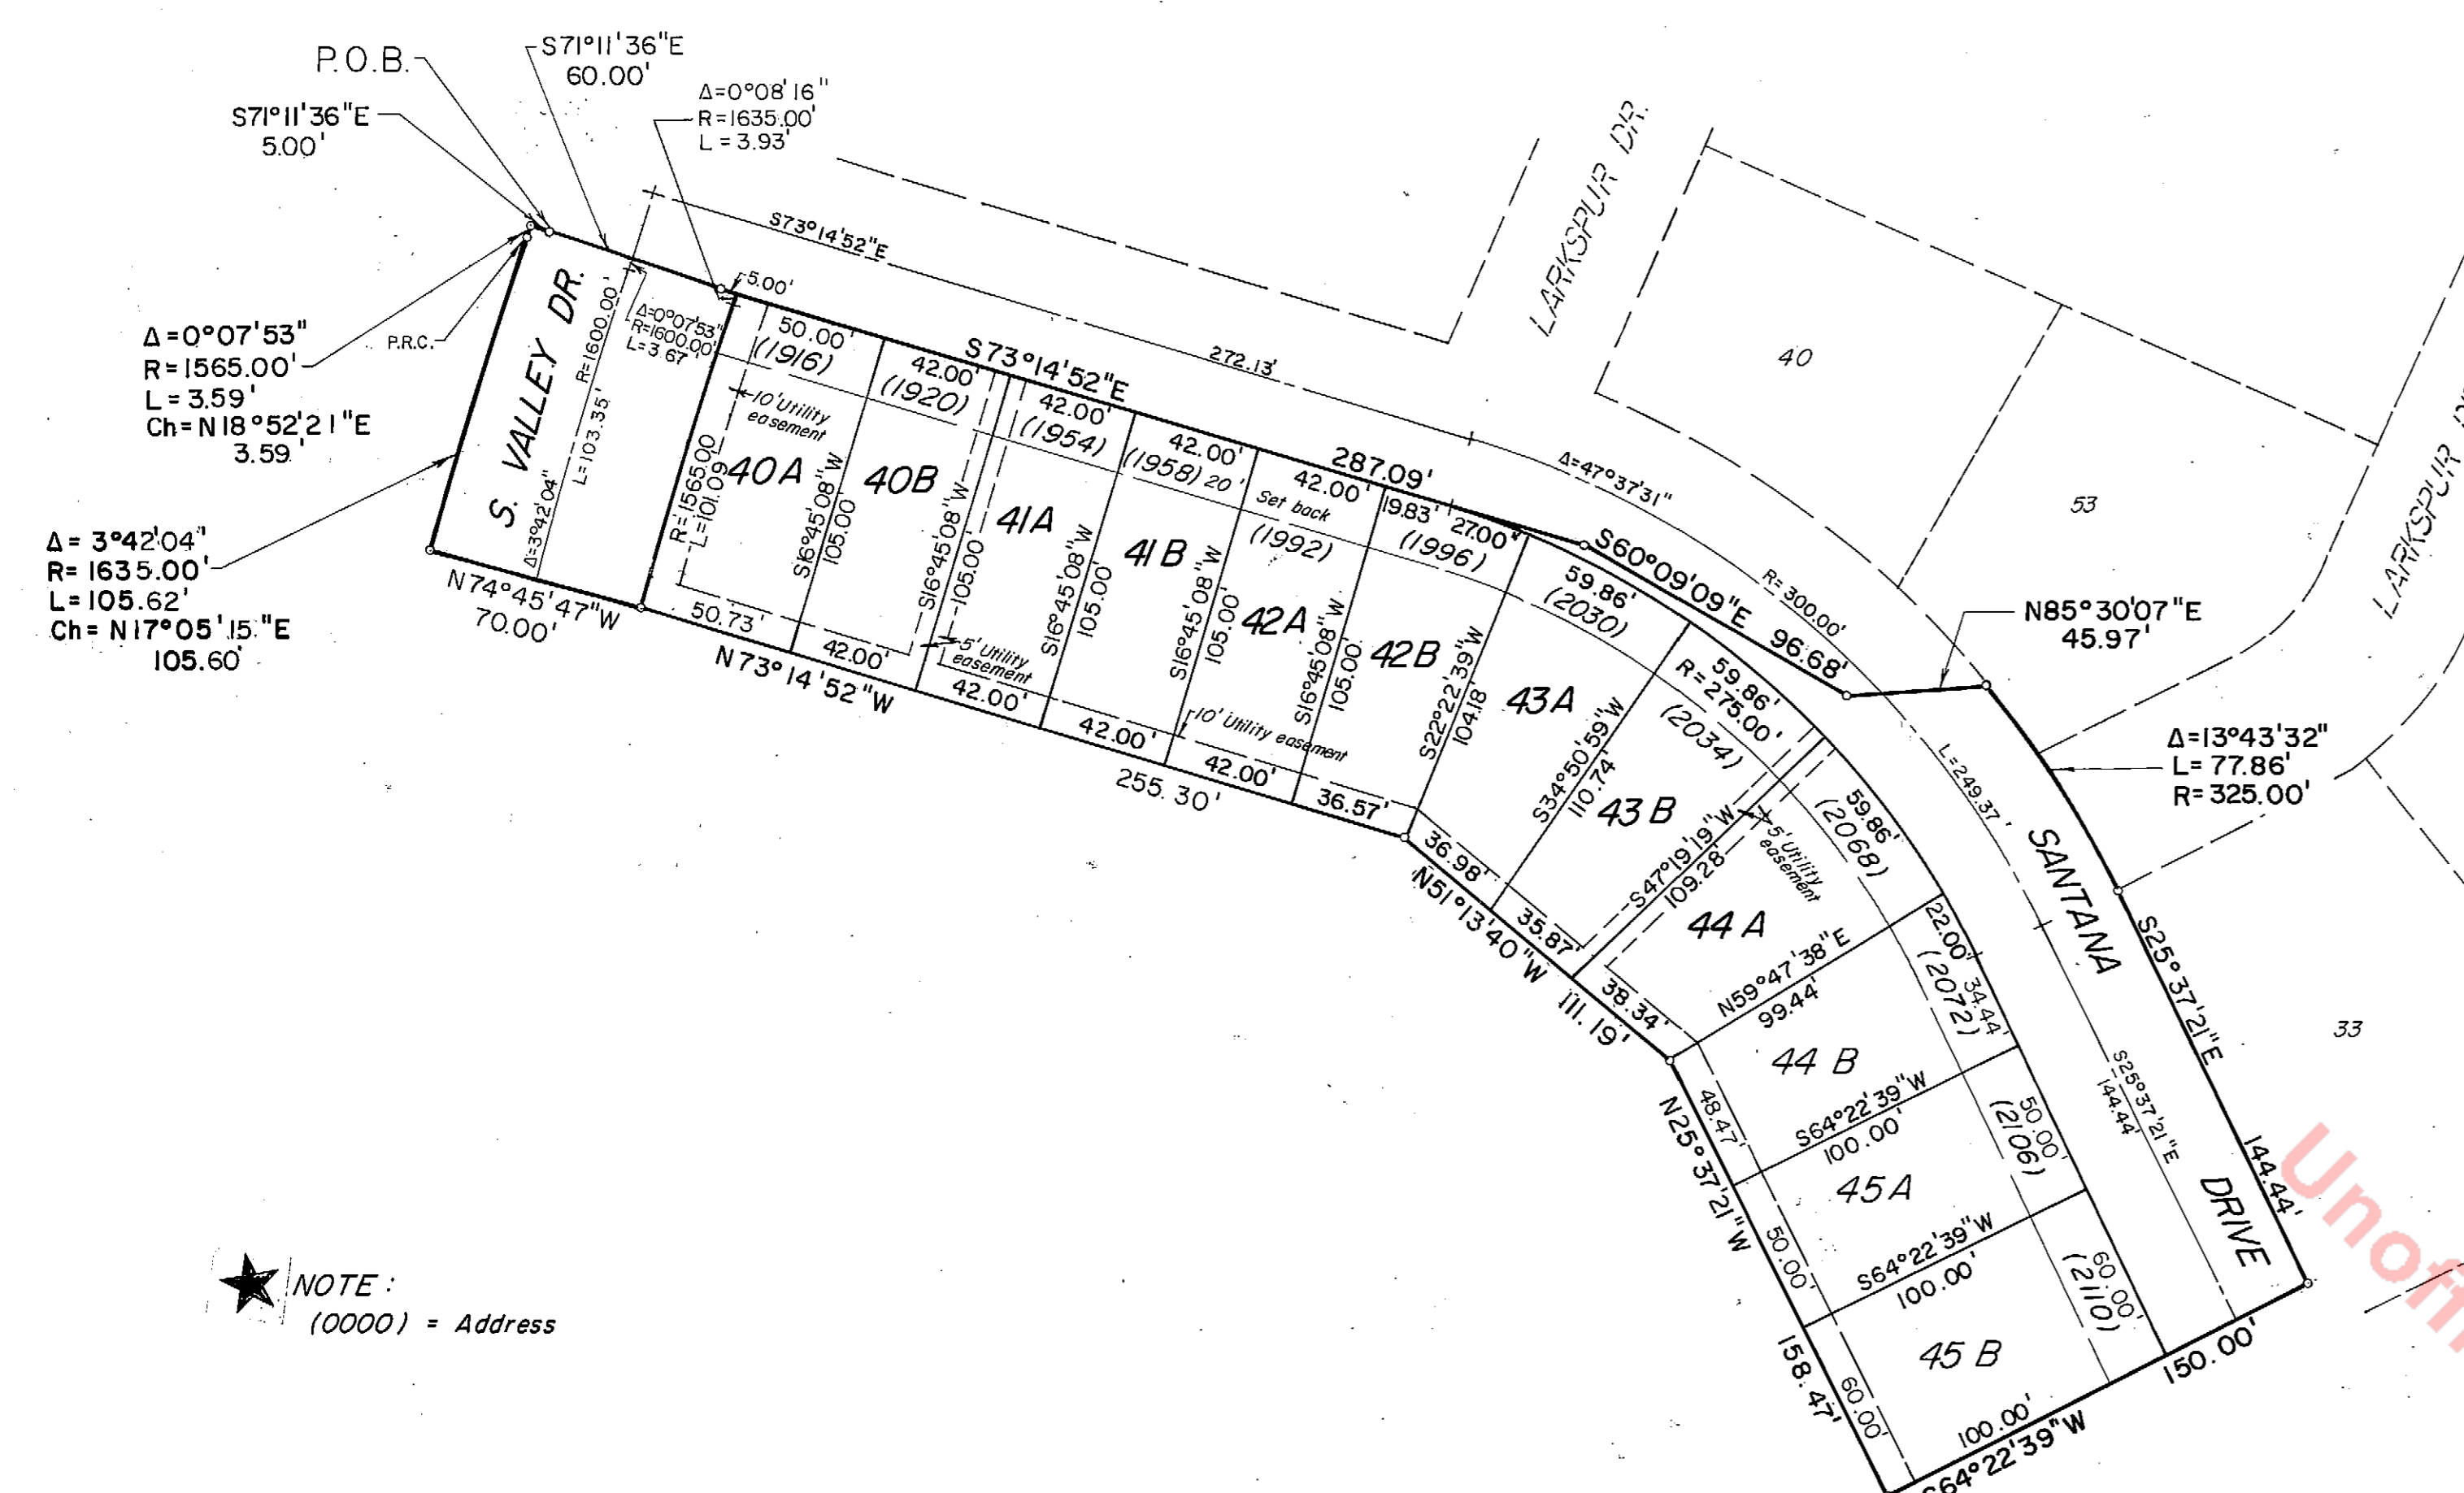 P.O.B.
S71°11'36"E
60.00'
S71°11'36"E
5.00'
Δ=0°08'16"
R=1635.00'
L=3.93'
LARKSPUR DR.
S73°14'52"E
272.13'
5.00'
Δ=0°07'53"
R=1565.00'
L=3.59'
Ch=N18°52'21"E
3.59'
P.R.C.
S. VALLEY DR.
R=1600.00'
L=103.35'
Δ=3°42'04"
Δ=0°07'53"
R=1600.00'
L=3.67'
Δ=3°42'04"
R=1635.00'
L=105.62'
Ch=N17°05'15"E
105.60'
N74°45'47"W
70.00'
R=1565.00
L=101.09'
50.00'
(1916)
10' Utility
easement
40A
50.73'
S16°45'08"W
105.00'
42.00'
(1920)
40B
42.00'
S16°45'08"W
105.00'
S73°14'52"E
287.09'
42.00'
(1954)
41A
5' Utility
easement
42.00'
S16°45'08"W
105.00'
42.00'
(1958)
20' Set back
41B
42.00'
S16°45'08"W
105.00'
42.00'
(1992)
42A
42.00'
10' Utility easement
S16°45'08"W
105.00'
19.83'
27.00'
(1996)
42B
36.57'
N73°14'52"W
255.30'
S22°22'39"W
104.18'
59.86'
(2030)
43A
36.98'
S34°50'59"W
110.74'
59.86'
R=275.00'
(2034)
43B
35.87'
S47°19'19"W
109.28'
5' Utility
easement
59.86'
(2068)
44A
38.34'
N51°13'40"W
111.19'
N59°47'38"E
99.44'
22.00'
34.44'
(2072)
44B
48.47'
S64°22'39"W
100.00'
50.00'
(2106)
45A
50.00'
S64°22'39"W
100.00'
60.00'
(2110)
45B
60.00'
N25°37'21"W
158.47'
100.00'
S64°22'39"W
150.00'
Δ=47°37'31"
R=300.00'
L=249.37'
S60°09'09"E
96.68'
N85°30'07"E
45.97'
Δ=13°43'32"
L=77.86'
R=325.00'
SANTANA
DRIVE
S25°37'21"E
144.44'
S25°37'21"E
144.44'
40
53
33
NOTE:
(0000) = Address